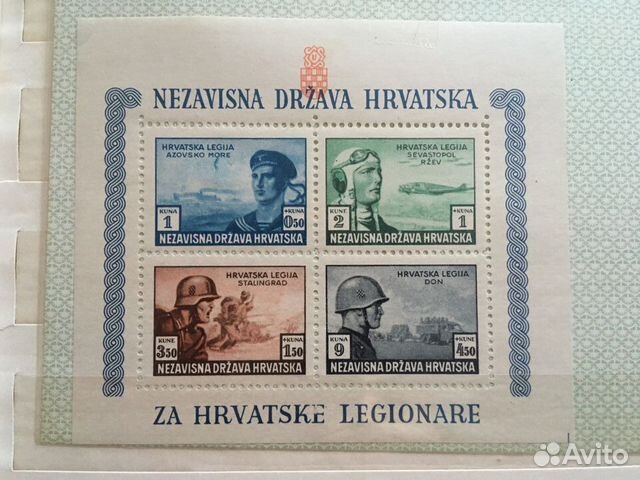 U
NEZAVISNA DRŽAVA HRVATSKA
HRVATSKA LEGIJA
AZOVSKO MORE
KUNA
1
+KUNA
0.50
NEZAVISNA DRŽAVA HRVATSKA
HRVATSKA LEGIJA
SEVASTOPOL
RŽEV
KUNE
2
+KUNA
1
NEZAVISNA DRŽAVA HRVATSKA
HRVATSKA LEGIJA
STALINGRAD
KUNE
3.50
+KUNA
1.50
NEZAVISNA DRŽAVA HRVATSKA
HRVATSKA LEGIJA
DON
KUNA
9
+KUNE
4.50
NEZAVISNA DRŽAVA HRVATSKA
ZA HRVATSKE LEGIONARE
Avito